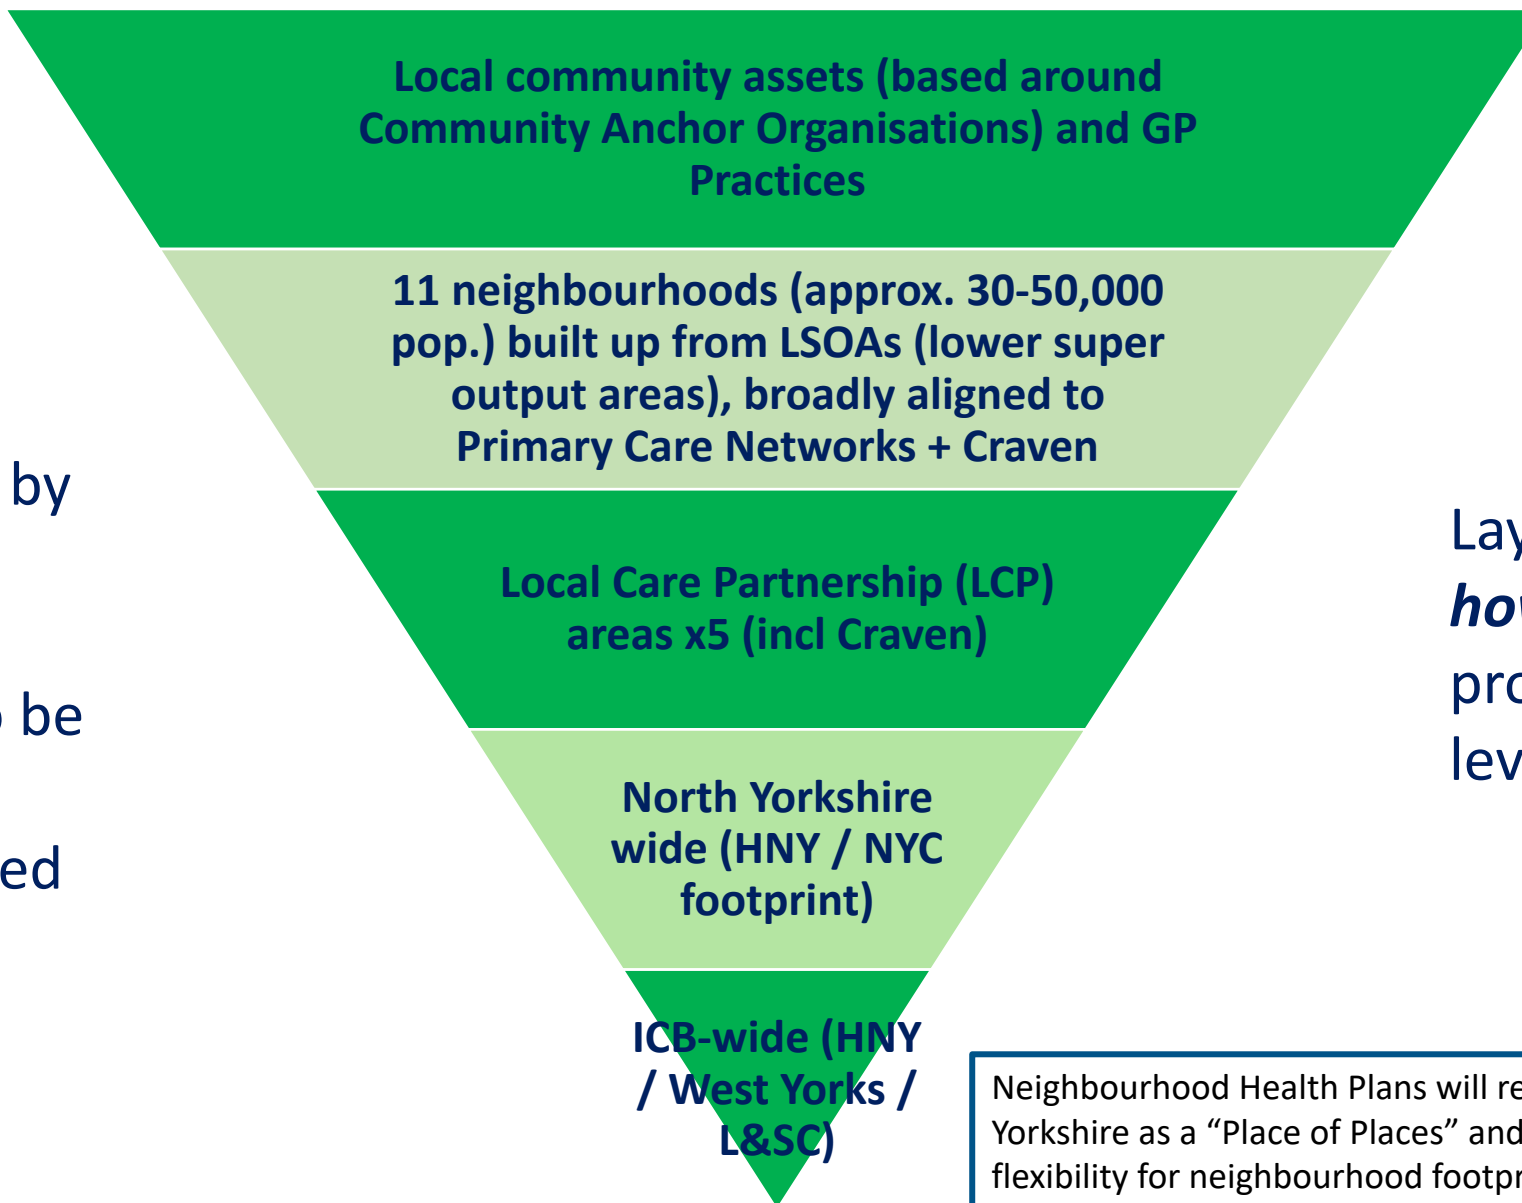 Local community assets (based around
Community Anchor Organisations) and GP
Practices
11 neighbourhoods (approx. 30-50,000
pop.) built up from LSOAs (lower super
output areas), broadly aligned to
Primary Care Networks + Craven
Local Care Partnership (LCP)
areas x5 (incl Craven)
North Yorkshire
wide (HNY / NYC
footprint)
ICB-wide (HNY
/ West Yorks /
L&SC)
by
be
Neighbourhood Health Plans will
Yorkshire as a “Place of Places” and
flexibility for neighbourhood